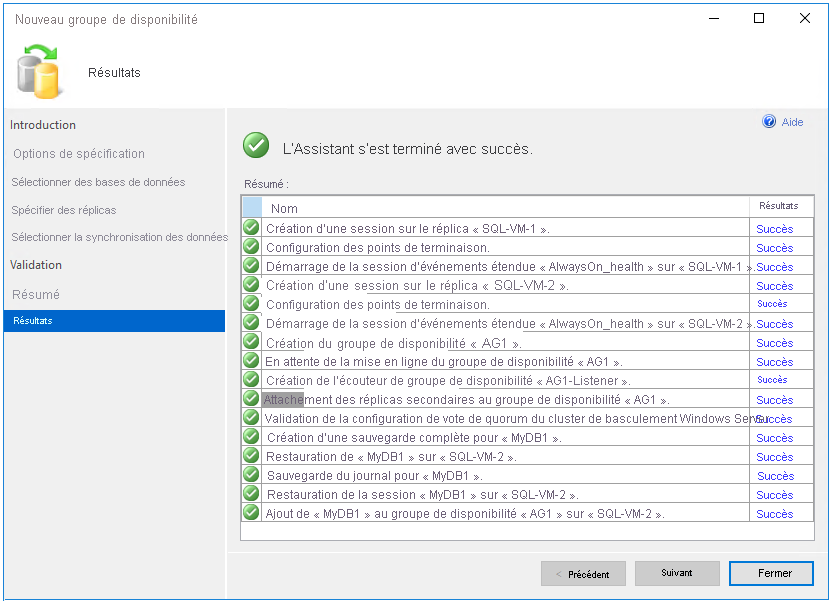 Nouveau groupe de disponibilité
Résultats
Introduction
Options de spécification
Sélectionner des bases de données
Spécifier des réplicas
Sélectionner la synchronisation des données
Validation
Résumé
Résultats
Aide
L'Assistant s'est terminé avec succès.
Résumé :
Nom Résultats
Création d'une session sur le réplica « SQL-VM-1 ». Succès
Configuration des points de terminaison. Succès
Démarrage de la session d'événements étendue « AlwaysOn_health » sur « SQL-VM-1 ». Succès
Création d'une session sur le réplica « SQL-VM-2 ». Succès
Configuration des points de terminaison. Succès
Démarrage de la session d'événements étendue « AlwaysOn_health » sur « SQL-VM-2 ». Succès
Création du groupe de disponibilité « AG1 ». Succès
En attente de la mise en ligne du groupe de disponibilité « AG1 ». Succès
Création de l'écouteur de groupe de disponibilité « AG1-Listener ». Succès
Attachement des réplicas secondaires au groupe de disponibilité « AG1 ». Succès
Validation de la configuration de vote de quorum du cluster de basculement Windows Server. Succès
Création d'une sauvegarde complète pour « MyDB1 ». Succès
Restauration de « MyDB1 » sur « SQL-VM-2 ». Succès
Sauvegarde du journal pour « MyDB1 ». Succès
Restauration de la session « MyDB1 » sur « SQL-VM-2 ». Succès
Ajout de « MyDB1 » au groupe de disponibilité « AG1 » sur « SQL-VM-2 ». Succès
< Précédent Suivant Fermer